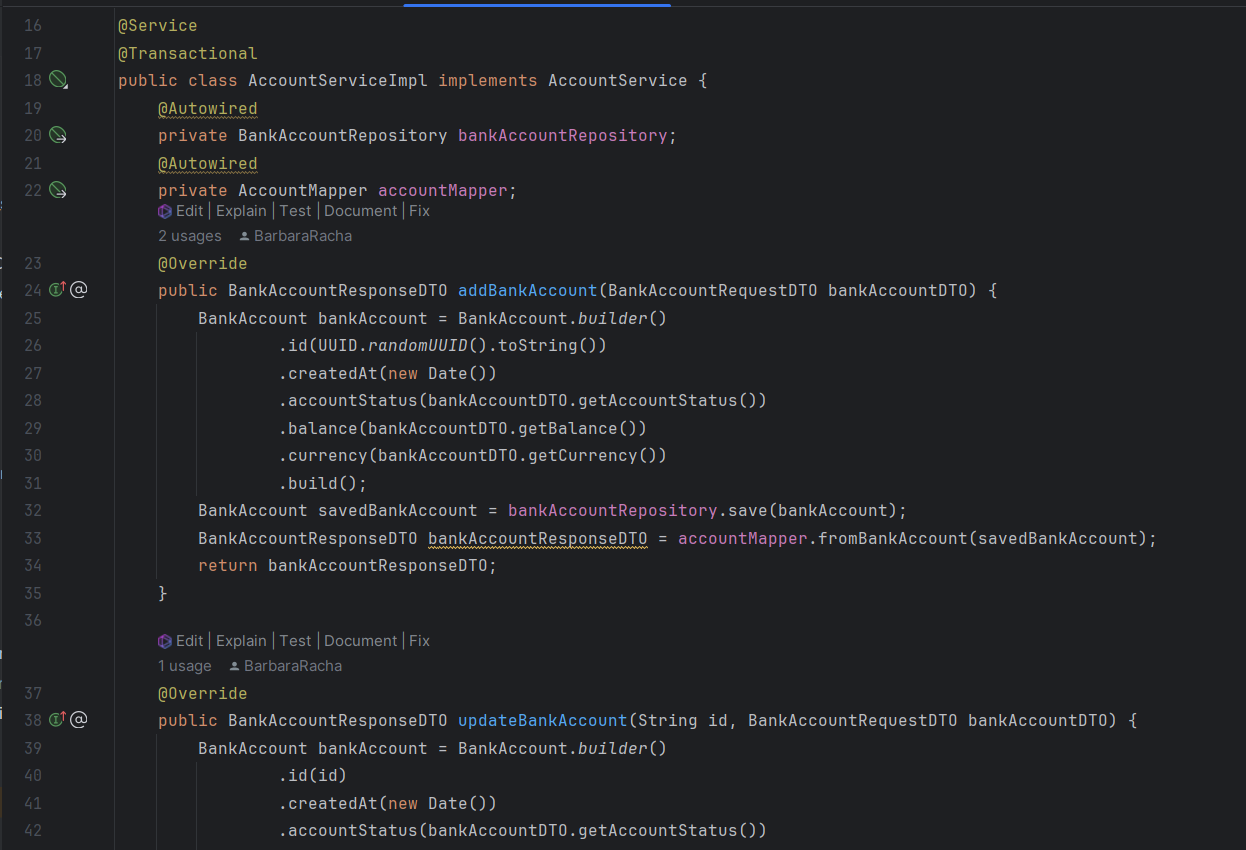 16 @Service
17 @Transactional
18 public class AccountServiceImpl implements AccountService {
19 @Autowired
20 private BankAccountRepository bankAccountRepository;
21 @Autowired
22 private AccountMapper accountMapper;
Edit | Explain | Test | Document | Fix
2 usages BarbaraRacha
23 @Override
24 public BankAccountResponseDTO addBankAccount(BankAccountRequestDTO bankAccountDTO) {
25 BankAccount bankAccount = BankAccount.builder()
26 .id(UUID.randomUUID().toString())
27 .createdAt(new Date())
28 .accountStatus(bankAccountDTO.getAccountStatus())
29 .balance(bankAccountDTO.getBalance())
30 .currency(bankAccountDTO.getCurrency())
31 .build();
32 BankAccount savedBankAccount = bankAccountRepository.save(bankAccount);
33 BankAccountResponseDTO bankAccountResponseDTO = accountMapper.fromBankAccount(savedBankAccount);
34 return bankAccountResponseDTO;
35 }
36
Edit | Explain | Test | Document | Fix
1 usage BarbaraRacha
37 @Override
38 public BankAccountResponseDTO updateBankAccount(String id, BankAccountRequestDTO bankAccountDTO) {
39 BankAccount bankAccount = BankAccount.builder()
40 .id(id)
41 .createdAt(new Date())
42 .accountStatus(bankAccountDTO.getAccountStatus())